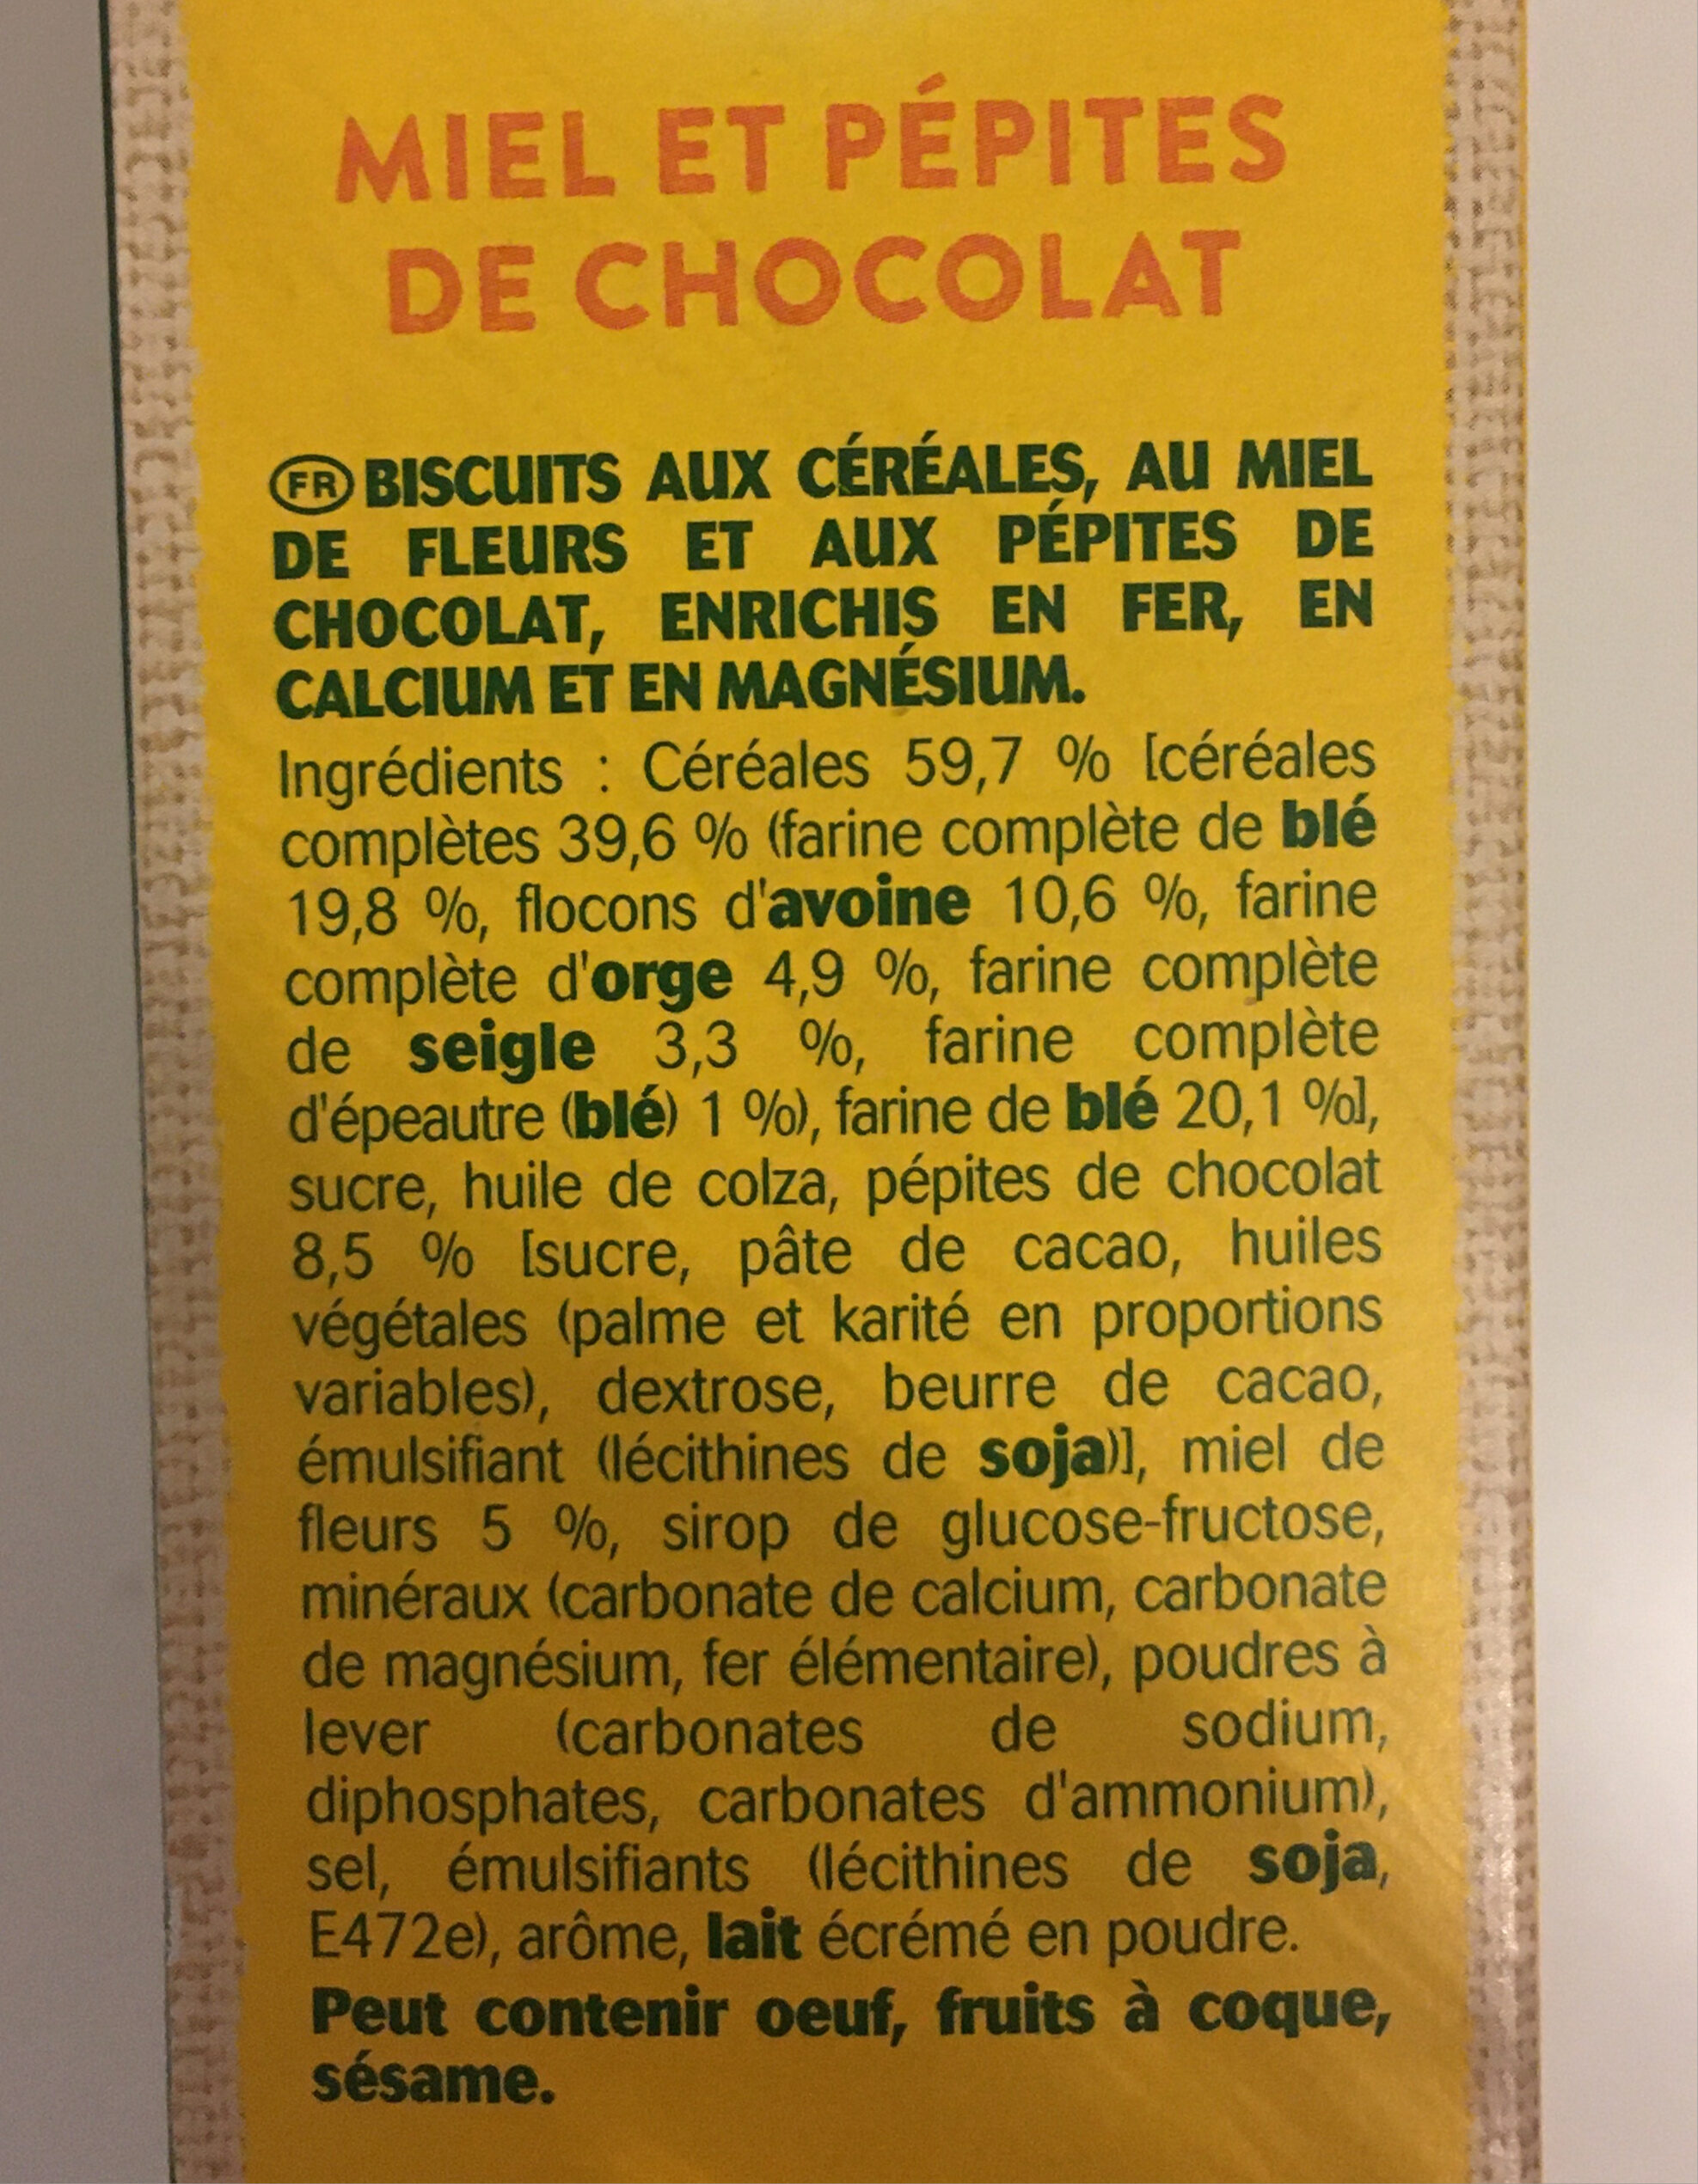 MIEL ET PÉPITES
DE CHOCOLAT
FR BISCUITS AUX CÉRÉALES, AU MIEL
DE FLEURS ET AUX PÉPITES DE
CHOCOLAT, ENRICHIS EN FER, EN
CALCIUM ET EN MAGNÉSIUM.
Ingrédients : Céréales 59,7 % [céréales
complètes 39,6 % (farine complète de blé
19,8 %, flocons d'avoine 10,6 %, farine
complète d'orge 4,9 %, farine complète
de seigle 3,3 %, farine complète
d'épeautre (blé) 1 %), farine de blé 20,1 %],
sucre, huile de colza, pépites de chocolat
8,5 % [sucre, pâte de cacao, huiles
végétales (palme et karité en proportions
variables), dextrose, beurre de cacao,
émulsifiant (lécithines de soja)], miel de
fleurs 5 %, sirop de glucose-fructose,
minéraux (carbonate de calcium, carbonate
de magnésium, fer élémentaire), poudres à
lever (carbonates de sodium,
diphosphates, carbonates d'ammonium),
sel, émulsifiants (lécithines de soja,
E472e), arôme, lait écrémé en poudre.
Peut contenir oeuf, fruits à coque,
sésame.